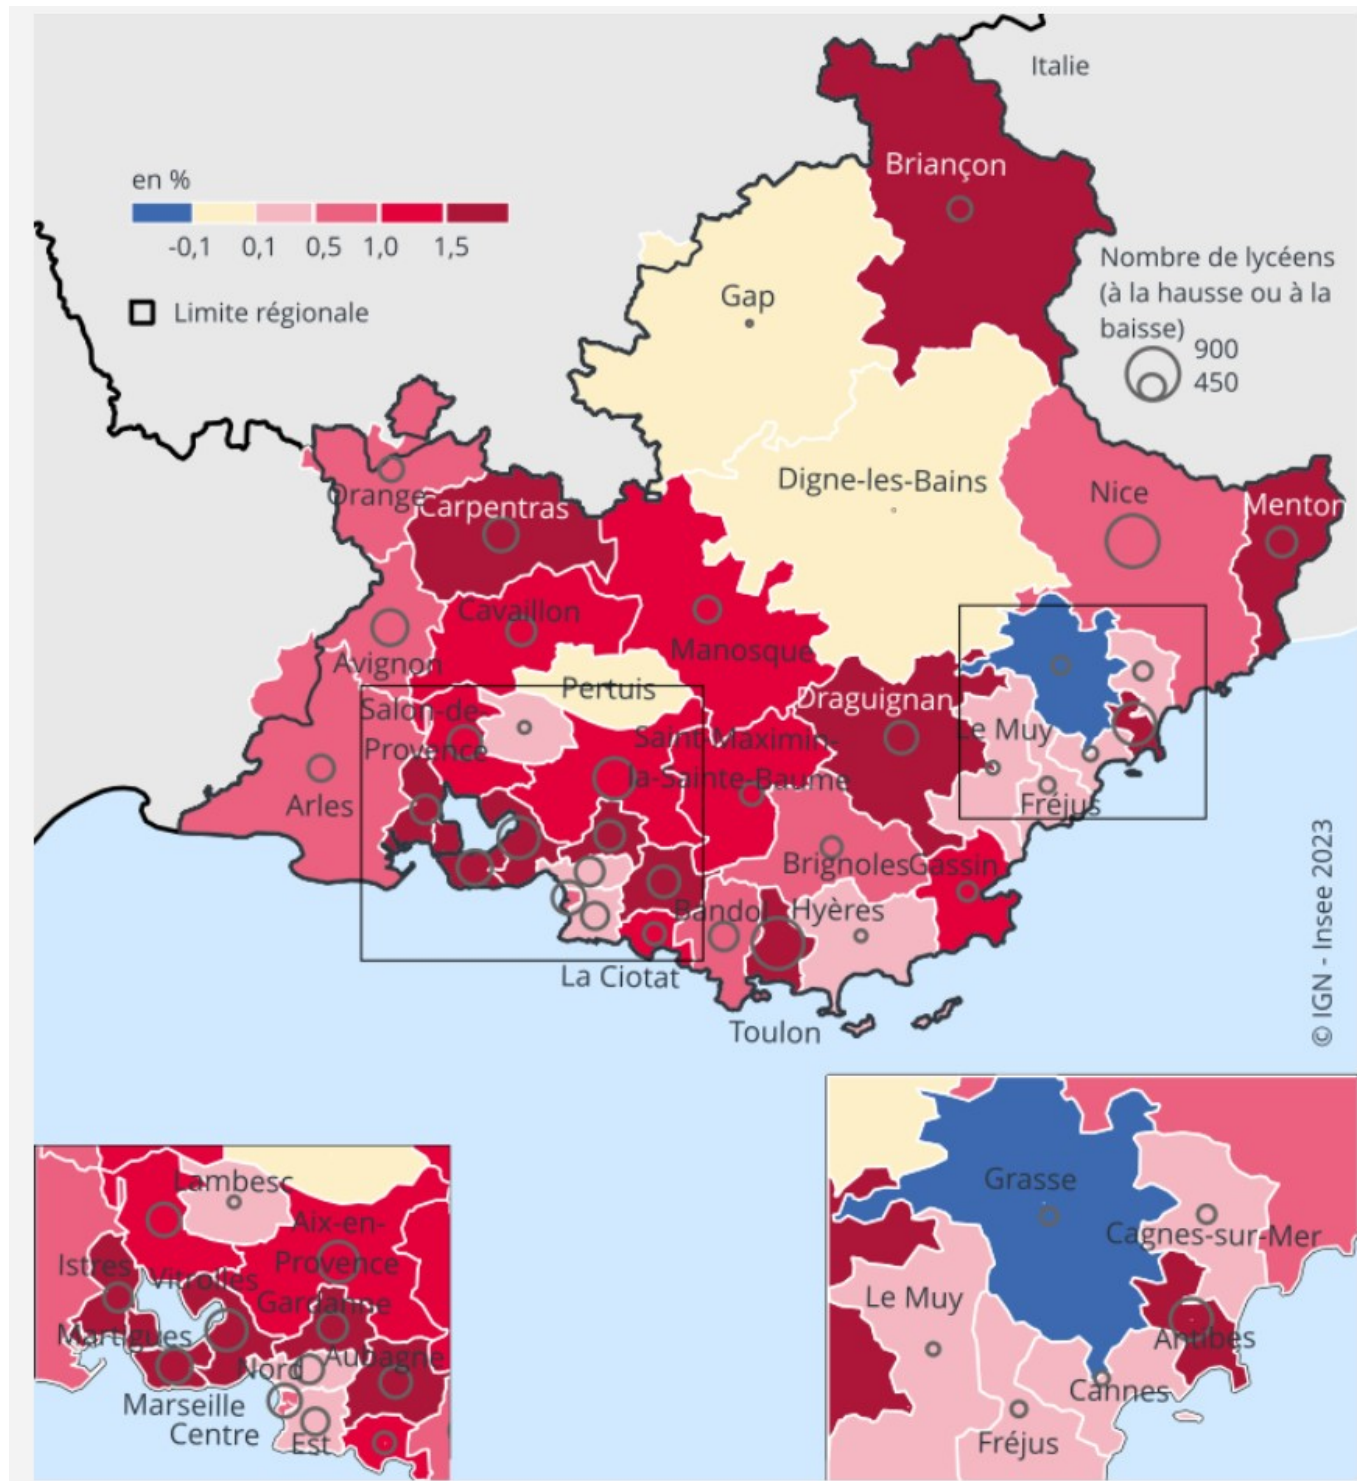 Italie
Briançon
en %
-0,1
0,1
0,5
1,0
1,5
Limite régionale
Nombre de lycéens
(à la hausse ou à la
baisse)
900
450
Gap
Digne-les-Bains
Nice
Menton
Orange
Carpentras
Cavaillon
Manosque
Avignon
Pertuis
Draguignan
Salon-de-
Provence
Saint-Maximin-
la-Sainte-Baume
Le Muy
Arles
Fréjus
Brignoles
Gassin
Bandol
Hyères
La Ciotat
Toulon
© IGN - Insee 2023
Lambesc
Aix-en-
Provence
Istres
Vitrolles
Gardanne
Martigues
Nord
Aubagne
Marseille
Centre
Est
Grasse
Cagnes-sur-Mer
Le Muy
Antibes
Cannes
Fréjus